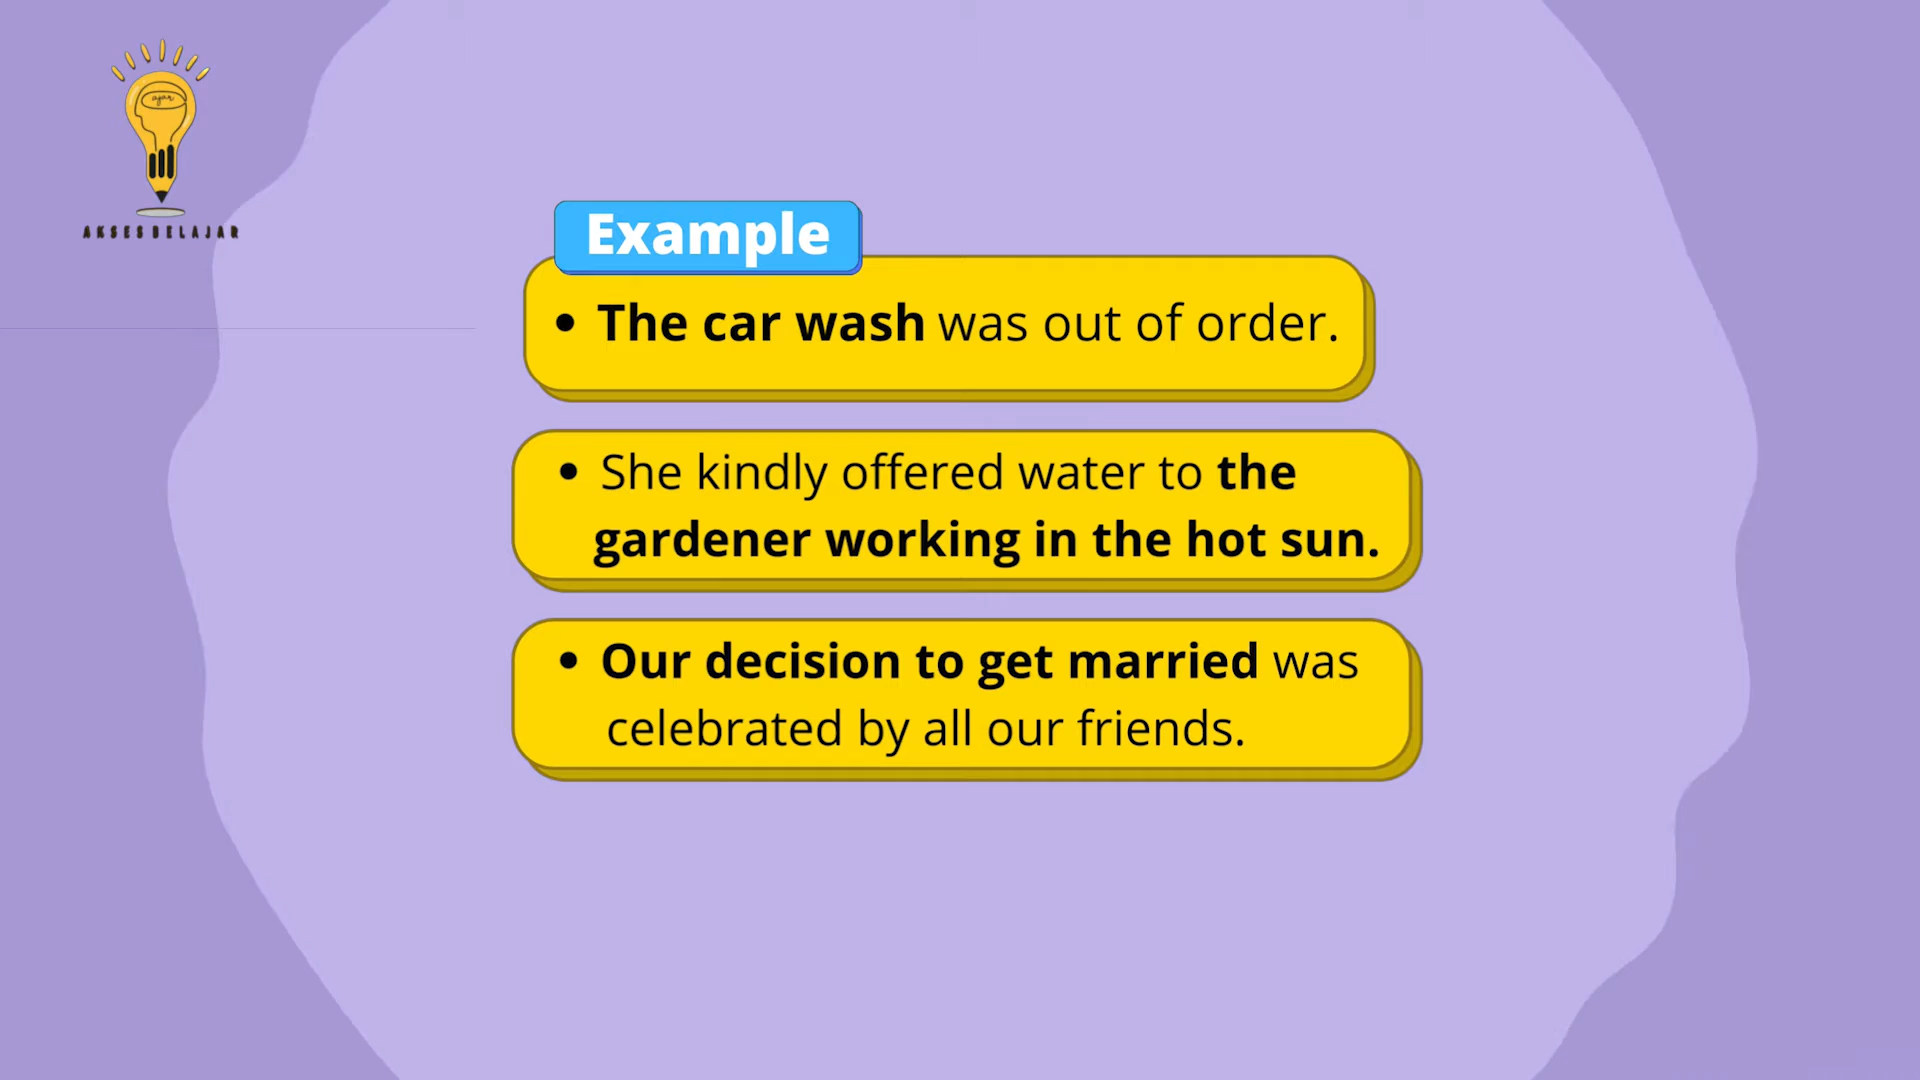 ajar
AKSES BELAJAR
Example
• The car wash was out of order.
• She kindly offered water to the
gardener working in the hot sun.
• Our decision to get married was
celebrated by all our friends.